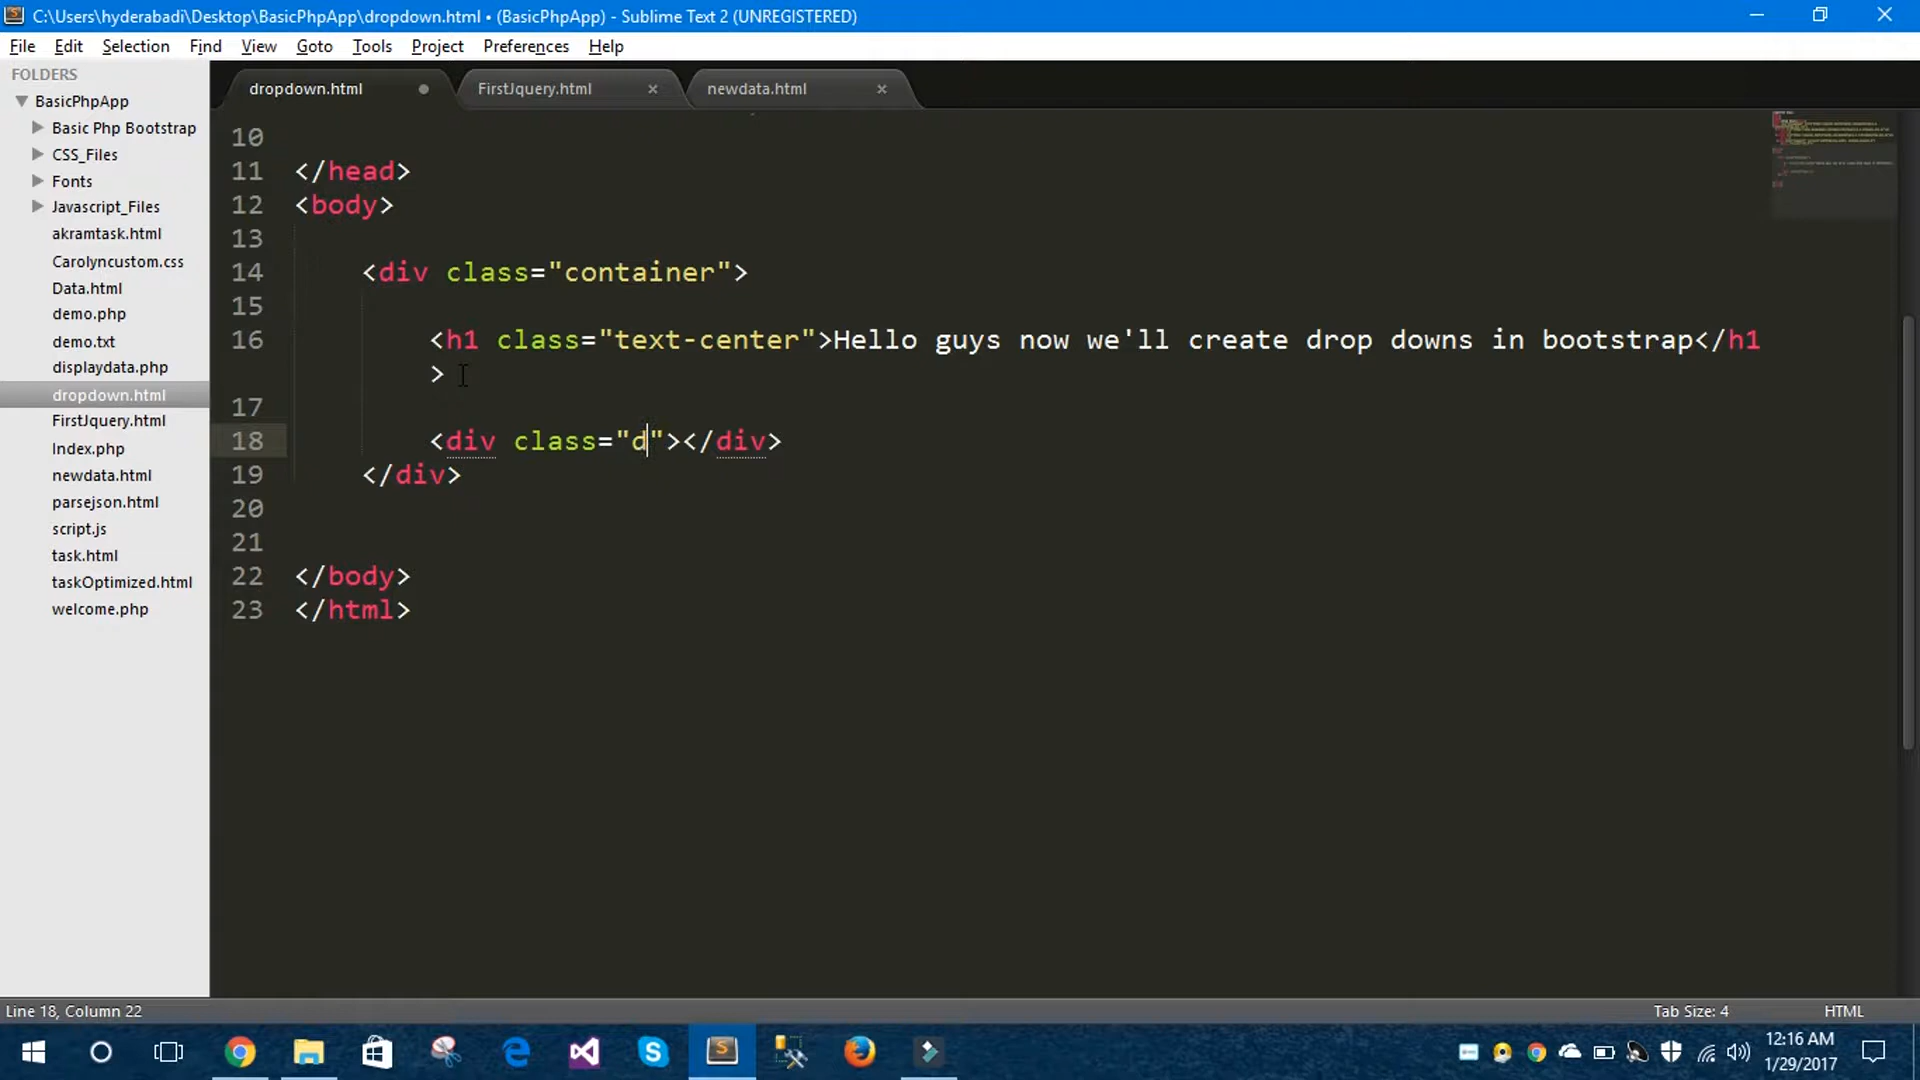 C:\Users\hyderabadi\Desktop\BasicPhpApp\dropdown.html • (BasicPhpApp) - Sublime Text 2 (UNREGISTERED)
File Edit Selection Find View Goto Tools Project Preferences Help
FOLDERS
BasicPhpApp
Basic Php Bootstrap
CSS_Files
Fonts
Javascript_Files
akramtask.html
Carolyncustom.css
Data.html
demo.php
demo.txt
displaydata.php
dropdown.html
FirstJquery.html
Index.php
newdata.html
parsejson.html
script.js
task.html
taskOptimized.html
welcome.php
dropdown.html FirstJquery.html newdata.html
10
11 </head>
12 <body>
13
14 <div class="container">
15
16 <h1 class="text-center">Hello guys now we'll create drop downs in bootstrap</h1
>
17
18 <div class="d"></div>
19 </div>
20
21
22 </body>
23 </html>
Line 18, Column 22 Tab Size: 4 HTML
12:16 AM
1/29/2017